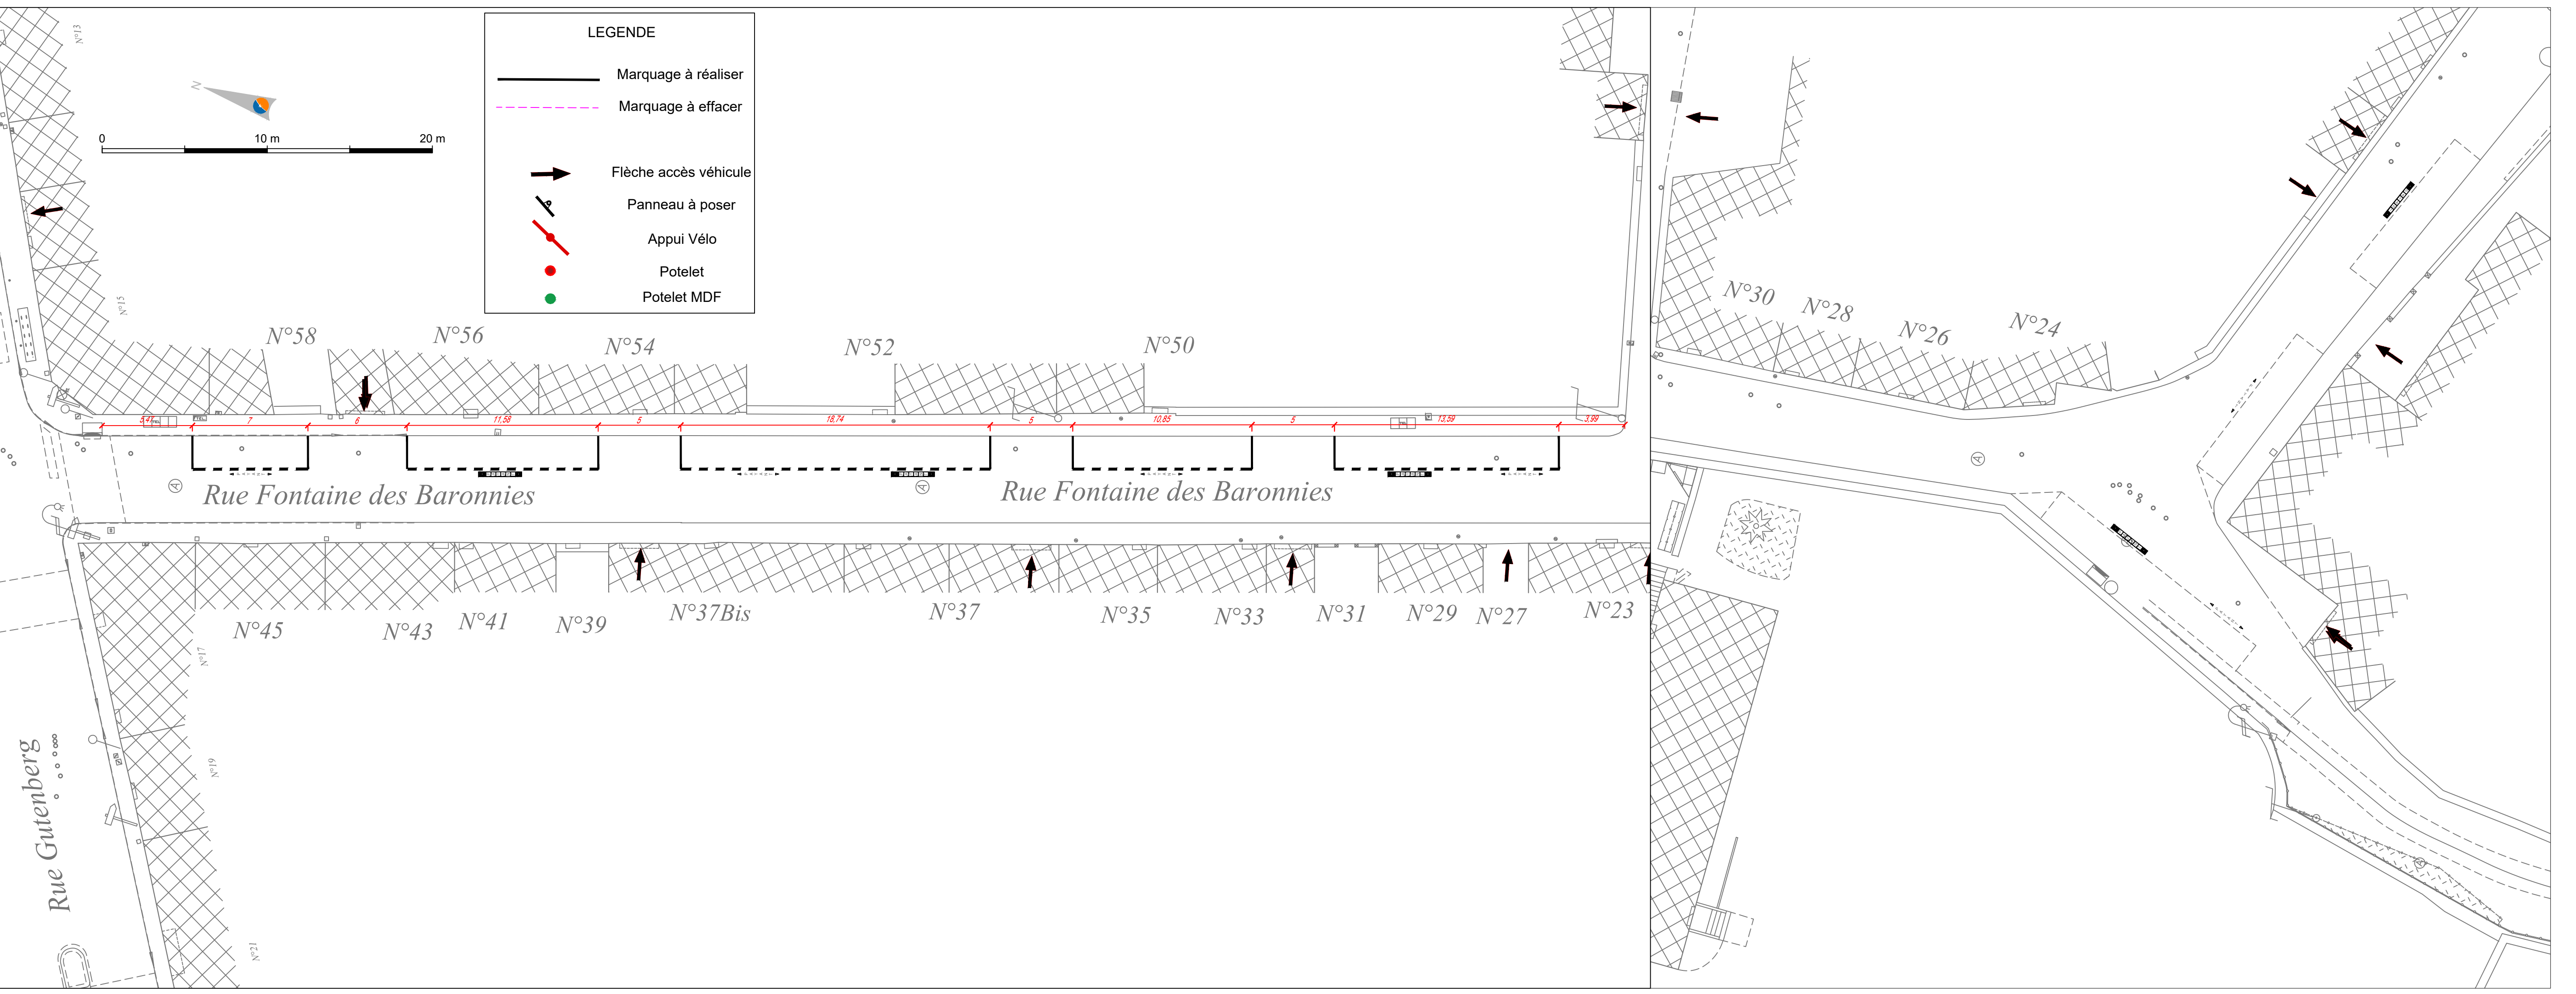 LEGENDE
Marquage à réaliser
Marquage à effacer
Flèche accès véhicule
Panneau à poser
Appui Vélo
Potelet
Potelet MDF
N
0 10 m 20 m
N°13
N°15
N°58
N°56
N°54
N°52
N°50
N°30
N°28
N°26
N°24
5,47 7 6 11,58 5 18,74 5 10,85 5 13,59 3,99
Rue Fontaine des Baronnies
Rue Fontaine des Baronnies
N°45
N°43
N°41
N°39
N°37Bis
N°37
N°35
N°33
N°31
N°29
N°27
N°23
N°17
N°19
N°21
Rue Gutenberg